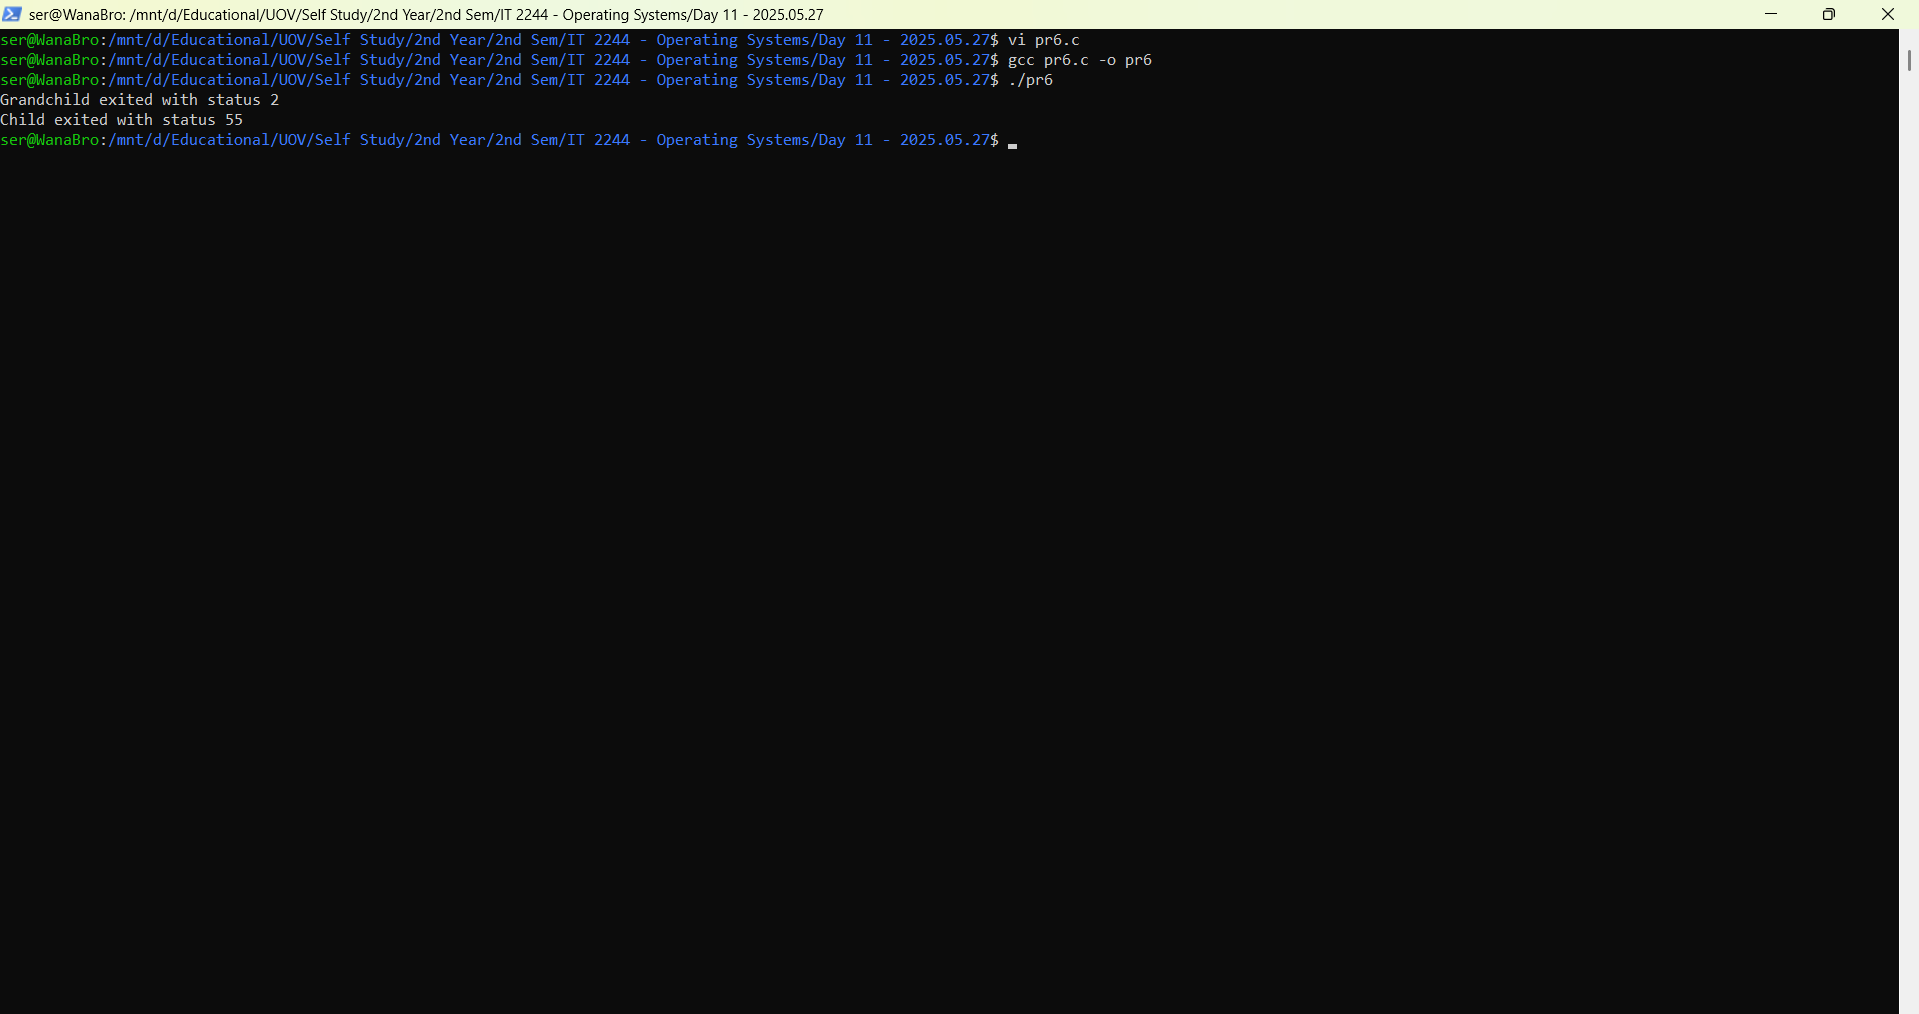 ser@WanaBro: /mnt/d/Educational/UOV/Self Study/2nd Year/2nd Sem/IT 2244 - Operating Systems/Day 11 - 2025.05.27
ser@WanaBro:/mnt/d/Educational/UOV/Self Study/2nd Year/2nd Sem/IT 2244 - Operating Systems/Day 11 - 2025.05.27$ vi pr6.c
ser@WanaBro:/mnt/d/Educational/UOV/Self Study/2nd Year/2nd Sem/IT 2244 - Operating Systems/Day 11 - 2025.05.27$ gcc pr6.c -o pr6
ser@WanaBro:/mnt/d/Educational/UOV/Self Study/2nd Year/2nd Sem/IT 2244 - Operating Systems/Day 11 - 2025.05.27$ ./pr6
Grandchild exited with status 2
Child exited with status 55
ser@WanaBro:/mnt/d/Educational/UOV/Self Study/2nd Year/2nd Sem/IT 2244 - Operating Systems/Day 11 - 2025.05.27$